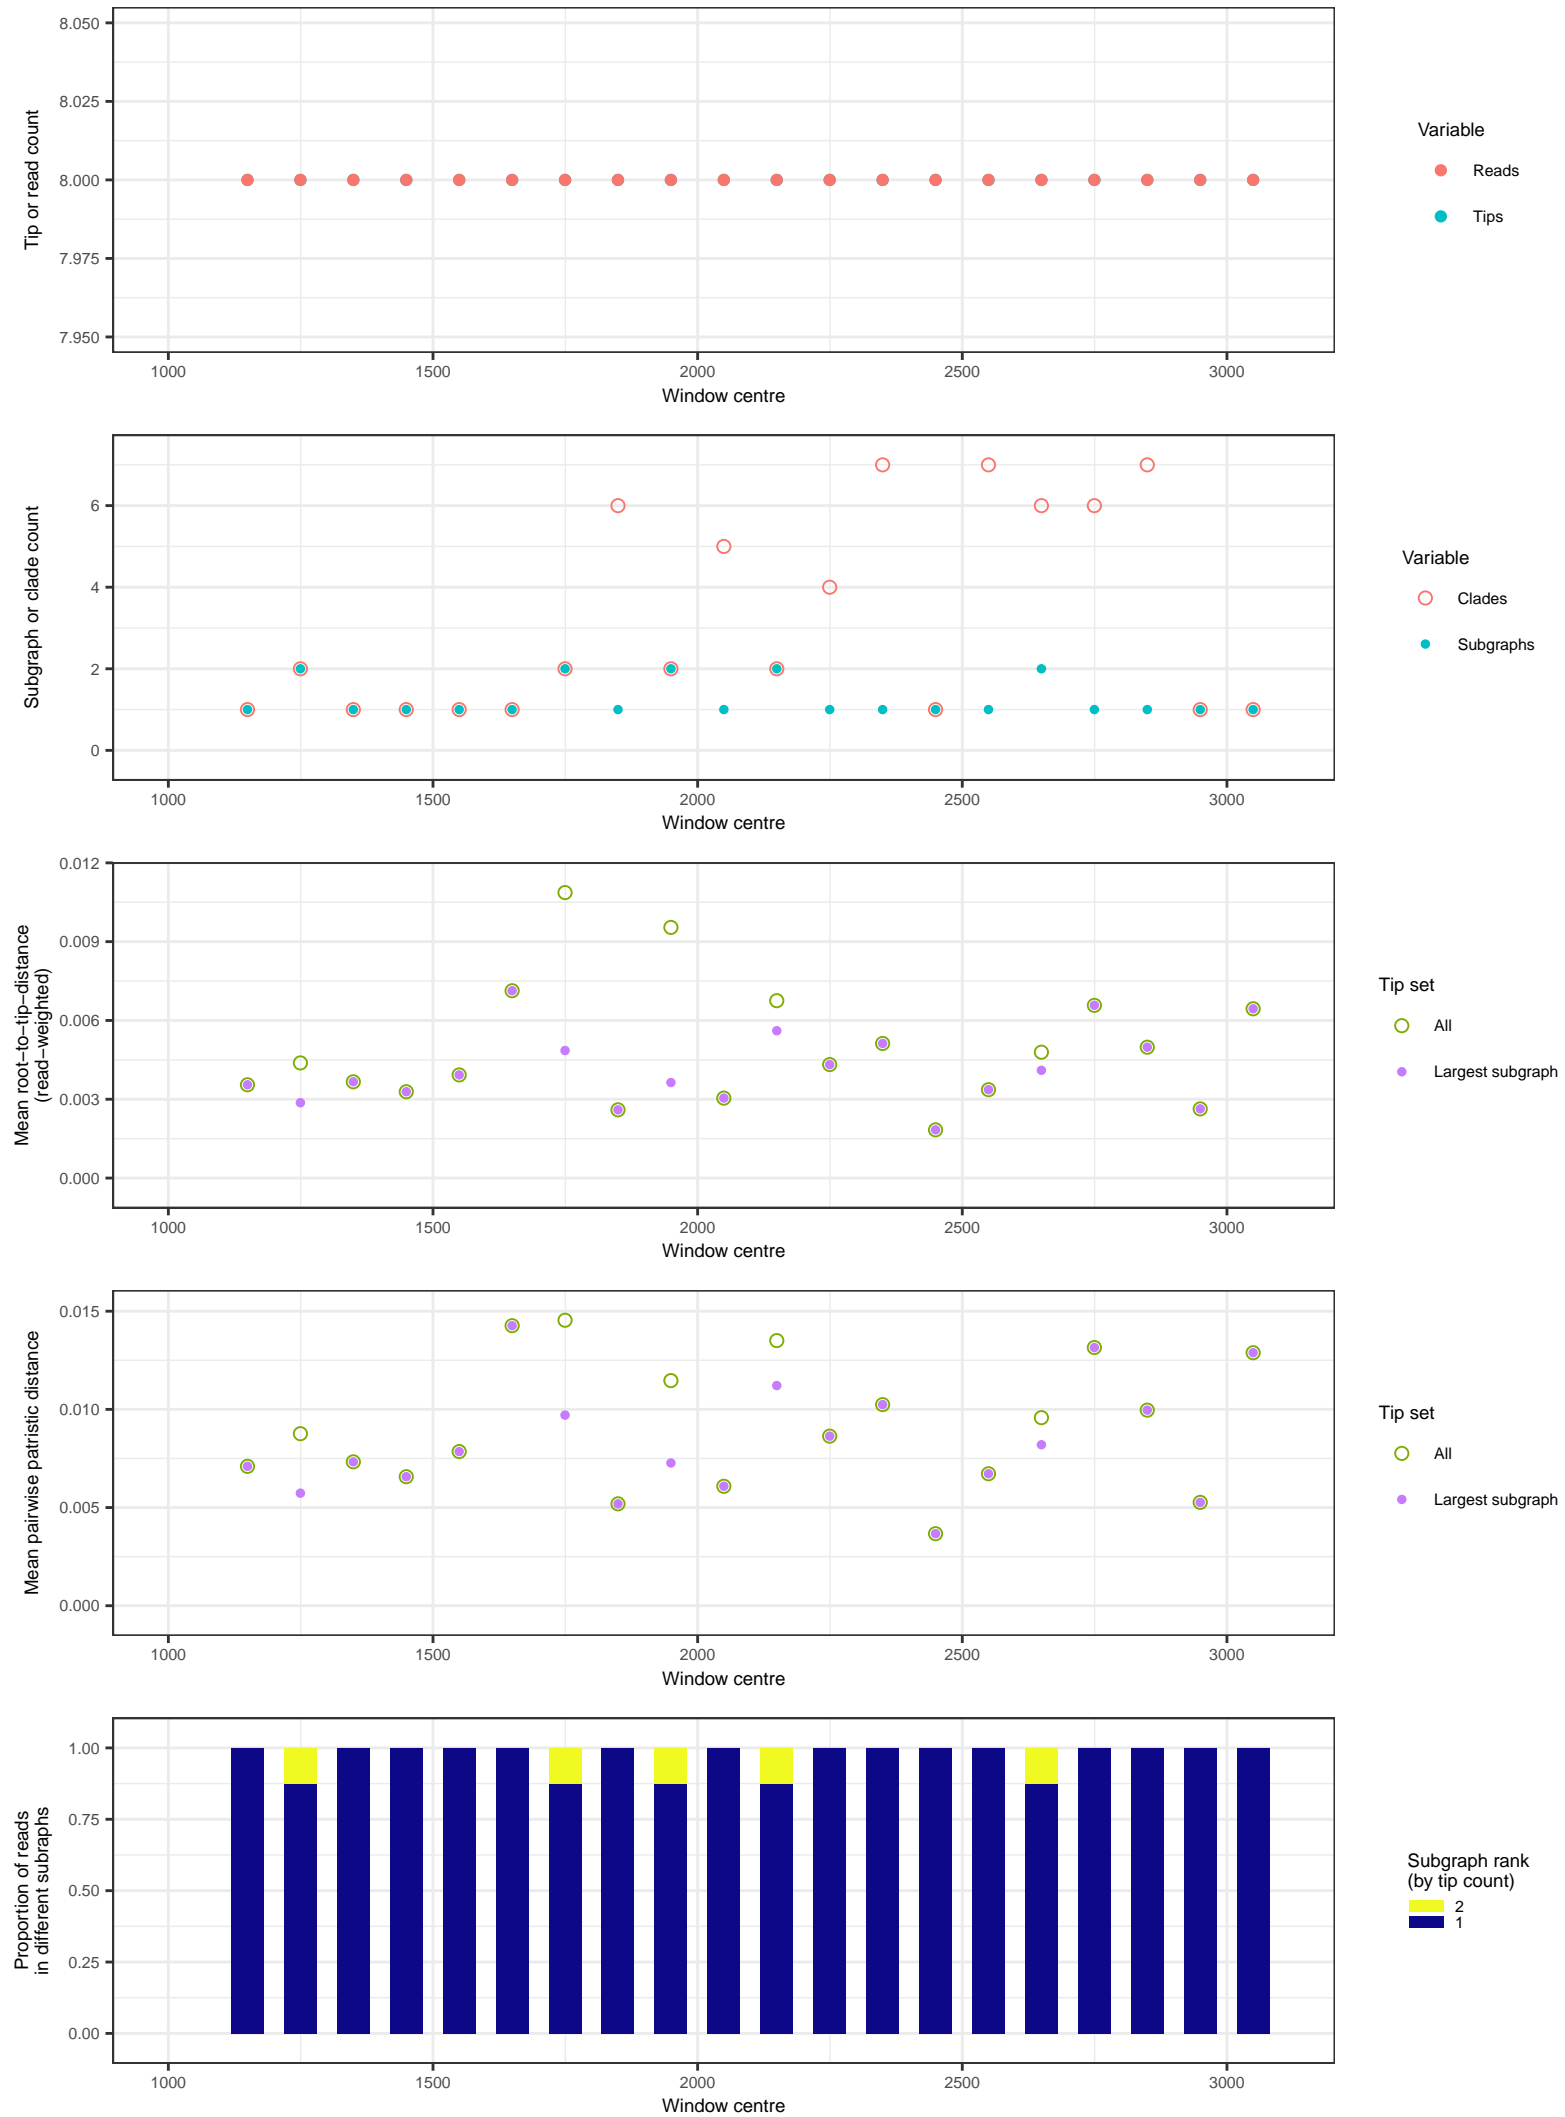 8.050
8.025
8.000
7.975
7.950
Tip or read count
1000 1500 2000 2500 3000
Window centre
Variable
Reads
Tips
6
4
2
0
Subgraph or clade count
1000 1500 2000 2500 3000
Window centre
Variable
Clades
Subgraphs
0.012
0.009
0.006
0.003
0.000
Mean root−to−tip−distance
(read−weighted)
1000 1500 2000 2500 3000
Window centre
Tip set
All
Largest subgraph
0.015
0.010
0.005
0.000
Mean pairwise patristic distance
1000 1500 2000 2500 3000
Window centre
Tip set
All
Largest subgraph
1.00
0.75
0.50
0.25
0.00
Proportion of reads
in different subraphs
1000 1500 2000 2500 3000
Window centre
Subgraph rank
(by tip count)
2
1